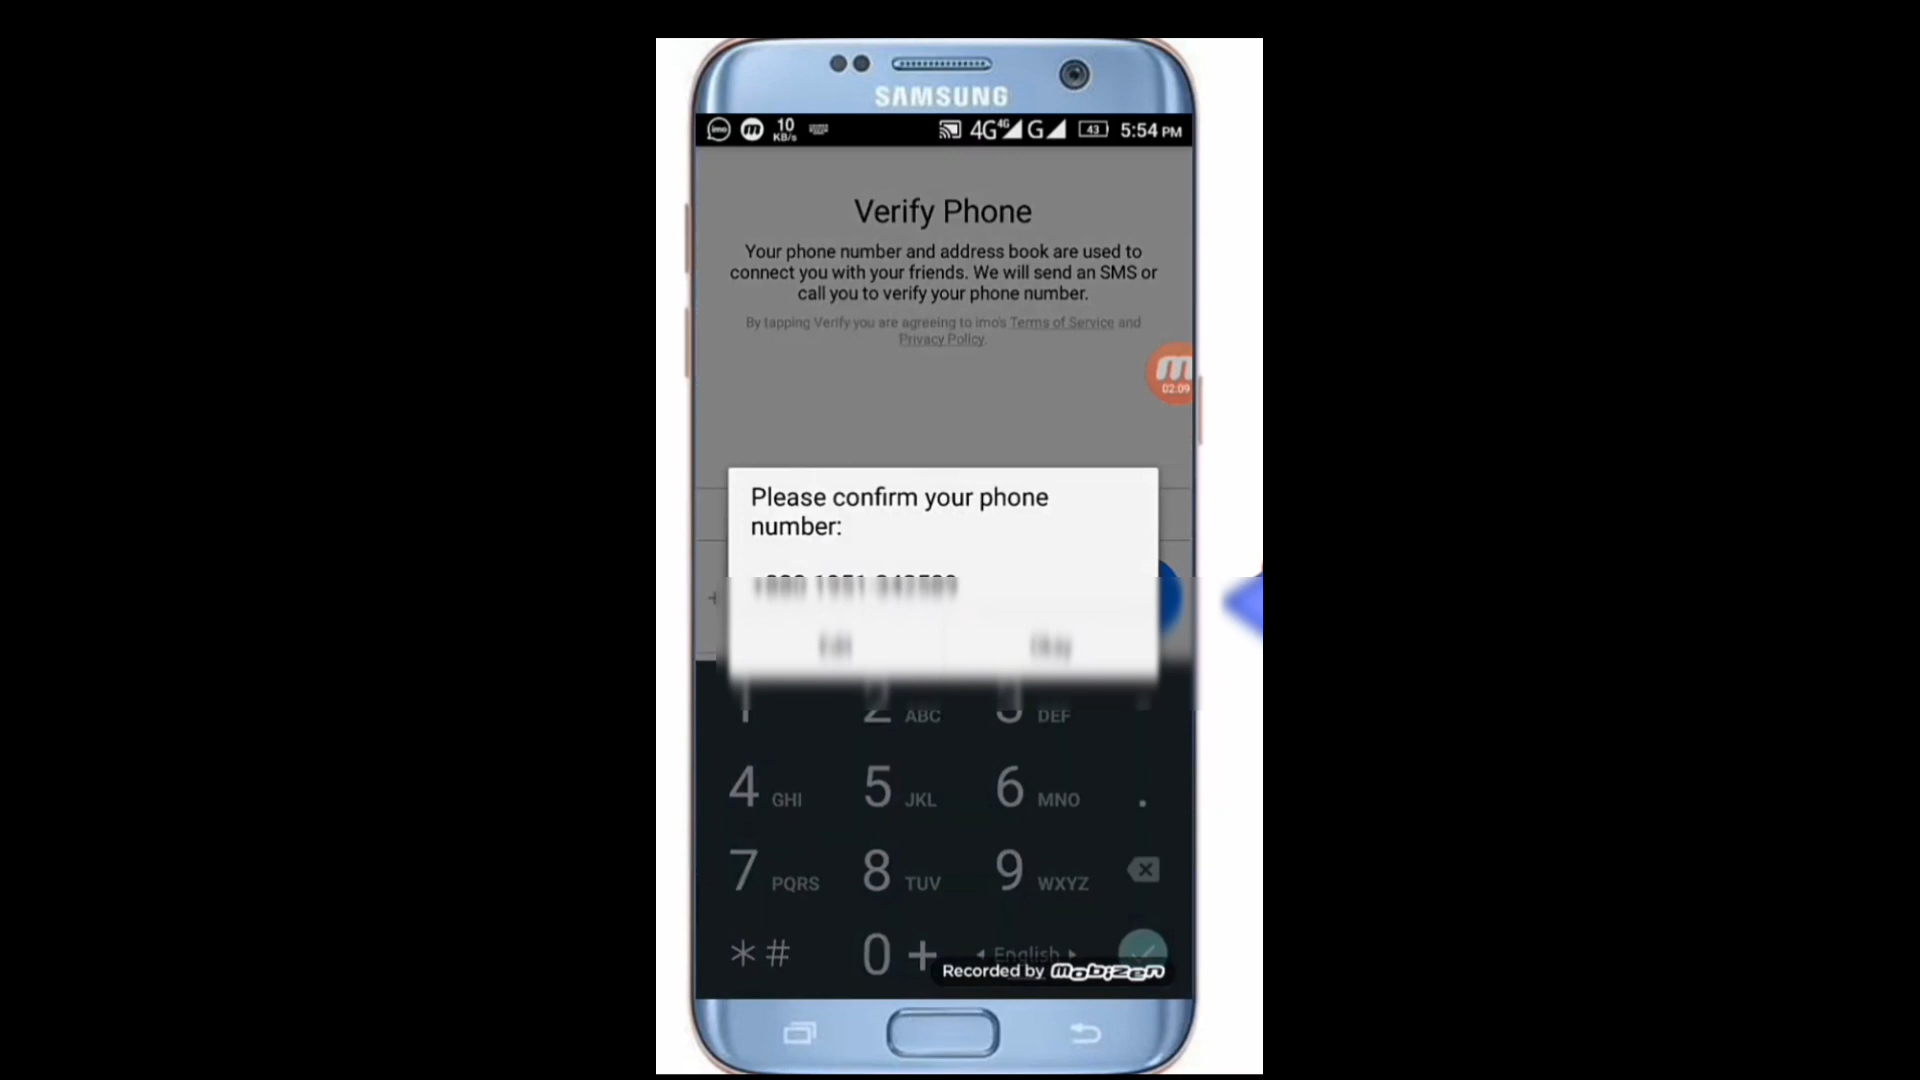 SAMSUNG
imo m 10 KB/s 4G 4G G 43 5:54 PM
Verify Phone
Your phone number and address book are used to
connect you with your friends. We will send an SMS or
call you to verify your phone number.
By tapping Verify you are agreeing to imo's Terms of Service and
Privacy Policy.
m
02:09
Please confirm your phone
number:
+
1 2 ABC 3 DEF
4 GHI 5 JKL 6 MNO .
7 PQRS 8 TUV 9 WXYZ
*# 0 + English
Recorded by mobizen